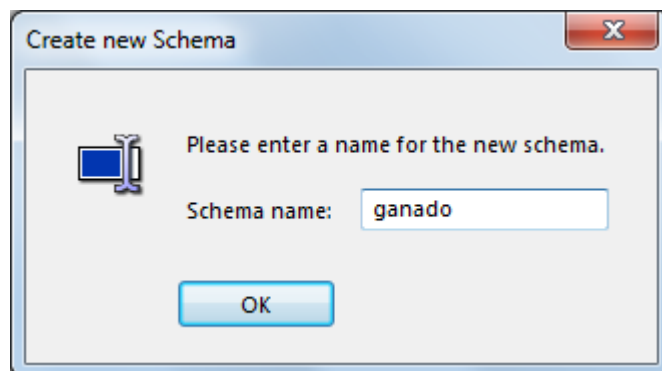 Create new Schema
Please enter a name for the new schema.
Schema name: ganado
OK